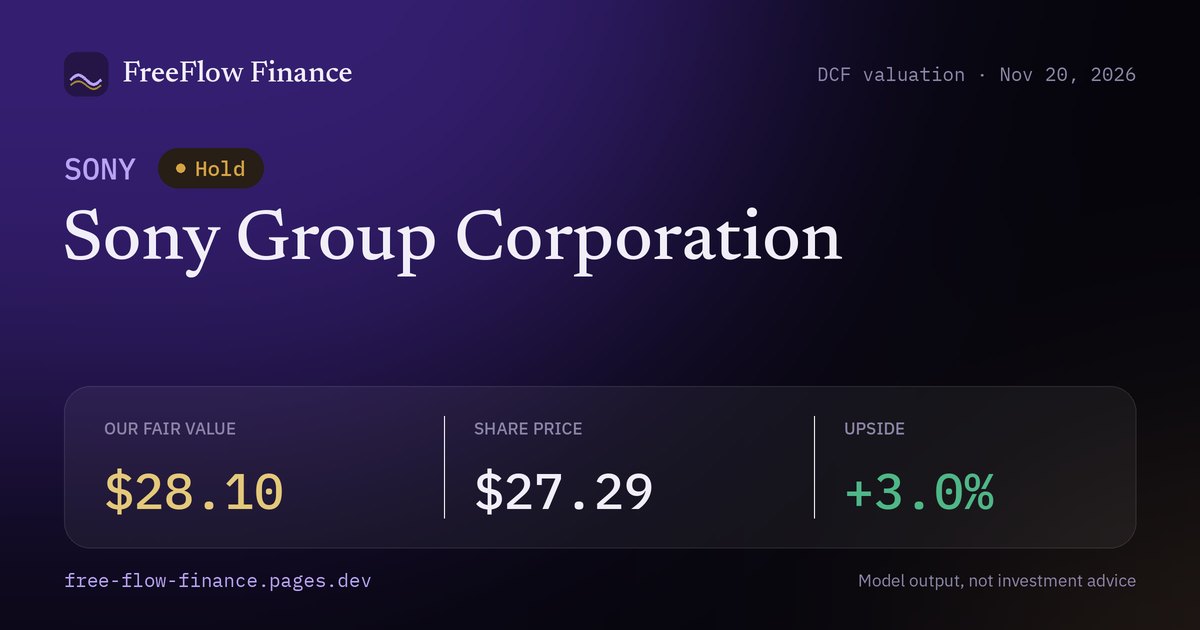 FreeFlow Finance
DCF valuation · Nov 20, 2026
SONY
Hold
Sony Group Corporation
OUR FAIR VALUE
$28.10
SHARE PRICE
$27.29
UPSIDE
+3.0%
free-flow-finance.pages.dev
Model output, not investment advice